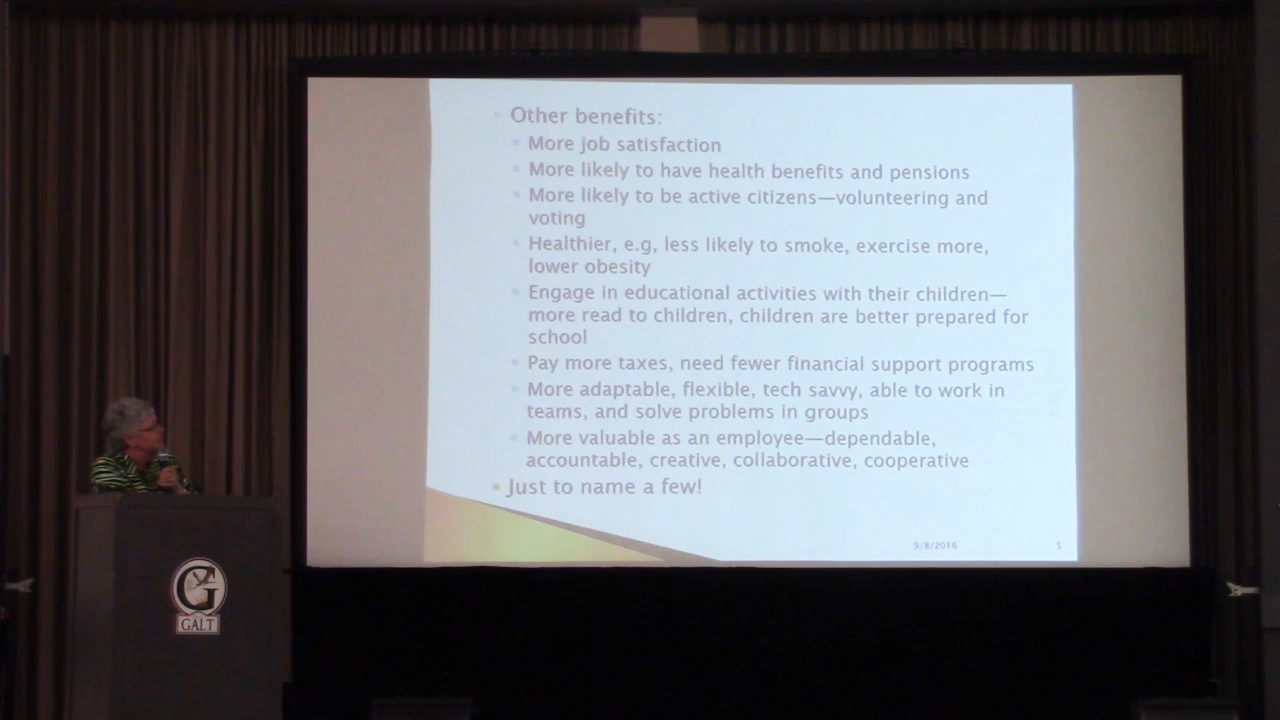 Other benefits:
More job satisfaction
More likely to have health benefits and pensions
More likely to be active citizens—volunteering and
voting
Healthier, e.g, less likely to smoke, exercise more,
lower obesity
Engage in educational activities with their children—
more read to children, children are better prepared for
school
Pay more taxes, need fewer financial support programs
More adaptable, flexible, tech savvy, able to work in
teams, and solve problems in groups
More valuable as an employee—dependable,
accountable, creative, collaborative, cooperative
Just to name a few!
9/8/2016 5
G
GALT